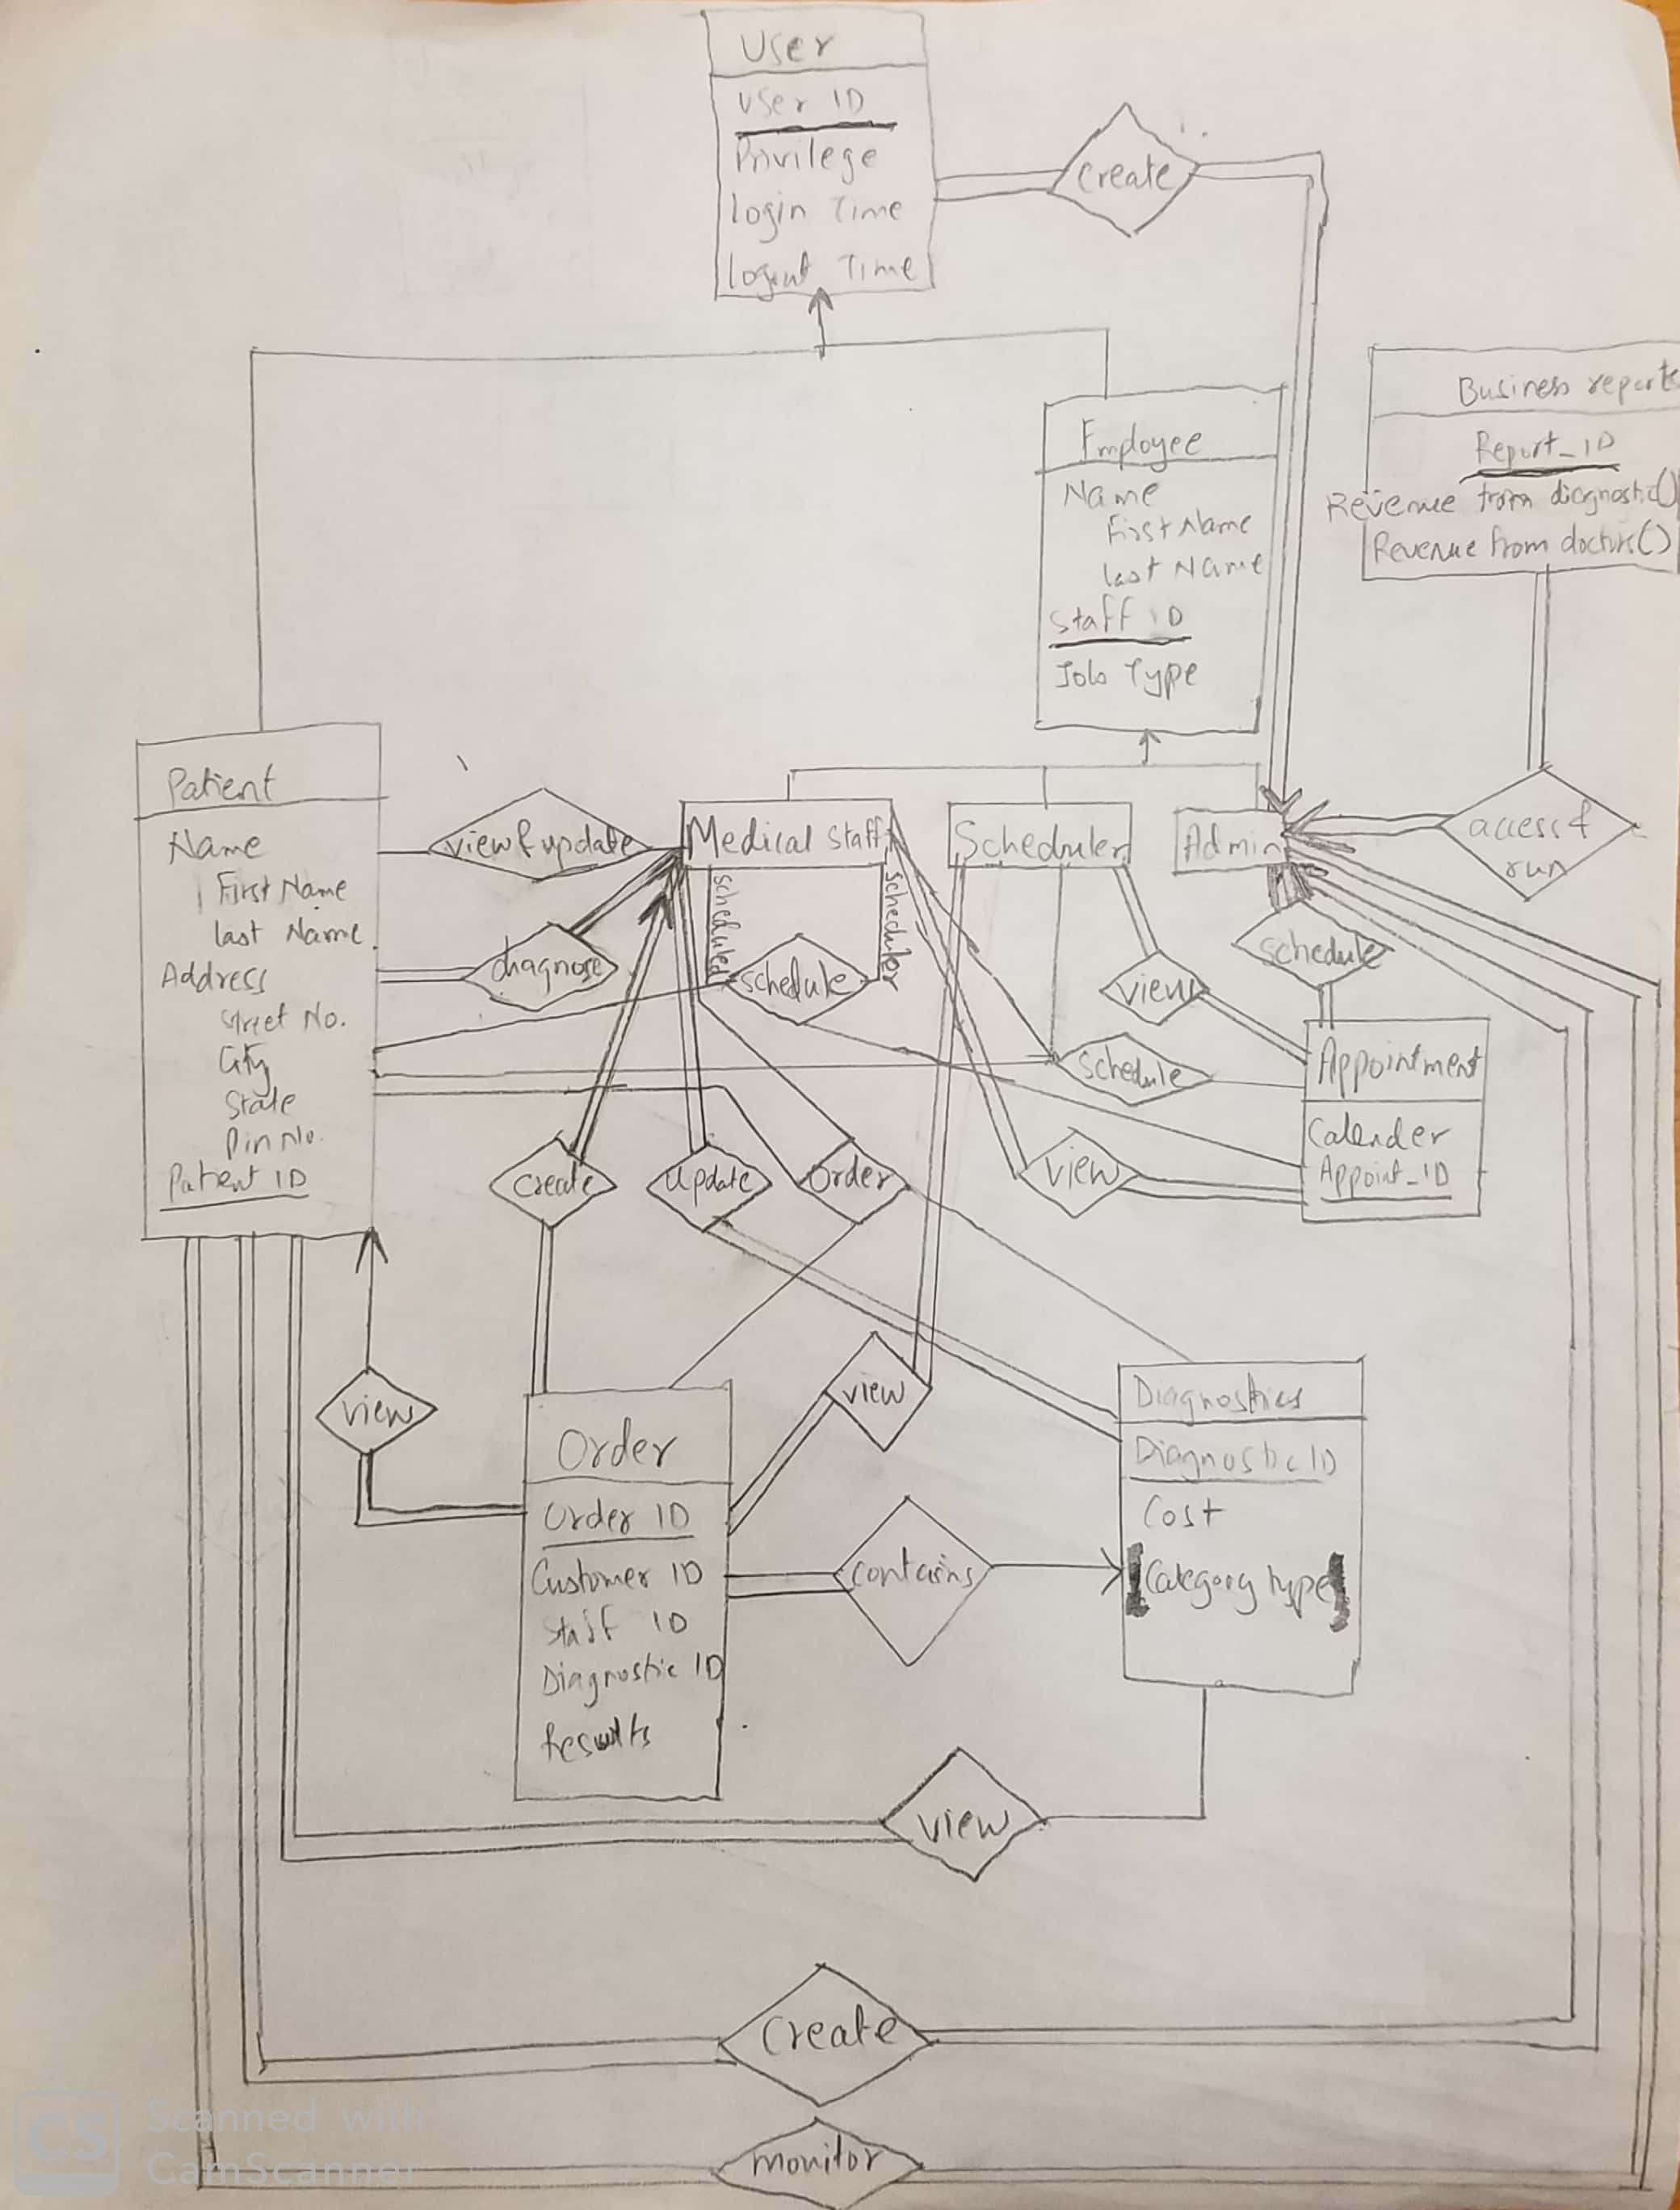 User
User ID
Privilege
Login Time
Logout Time
create
Employee
Name
First Name
last Name
Staff ID
Job Type
Business reports
Report_ID
Revenue from diagnostic()
Revenue from doctors()
access &
run
Patient
Name
First Name
last Name
Address
Street No.
City
State
Pin No.
Patient ID
view & update
Medical Staff
Scheduler
Admin
diagnose
scheduled
schedule
scheduler
view
schedule
schedule
Appointment
Calender
Appoint_ID
create
update
order
view
view
Order
Order ID
Customer ID
Staff ID
Diagnostic ID
Results
view
contains
Diagnostics
Diagnostic ID
Cost
[Category type]
view
Create
monitor
CS
Scanned with
CamScanner